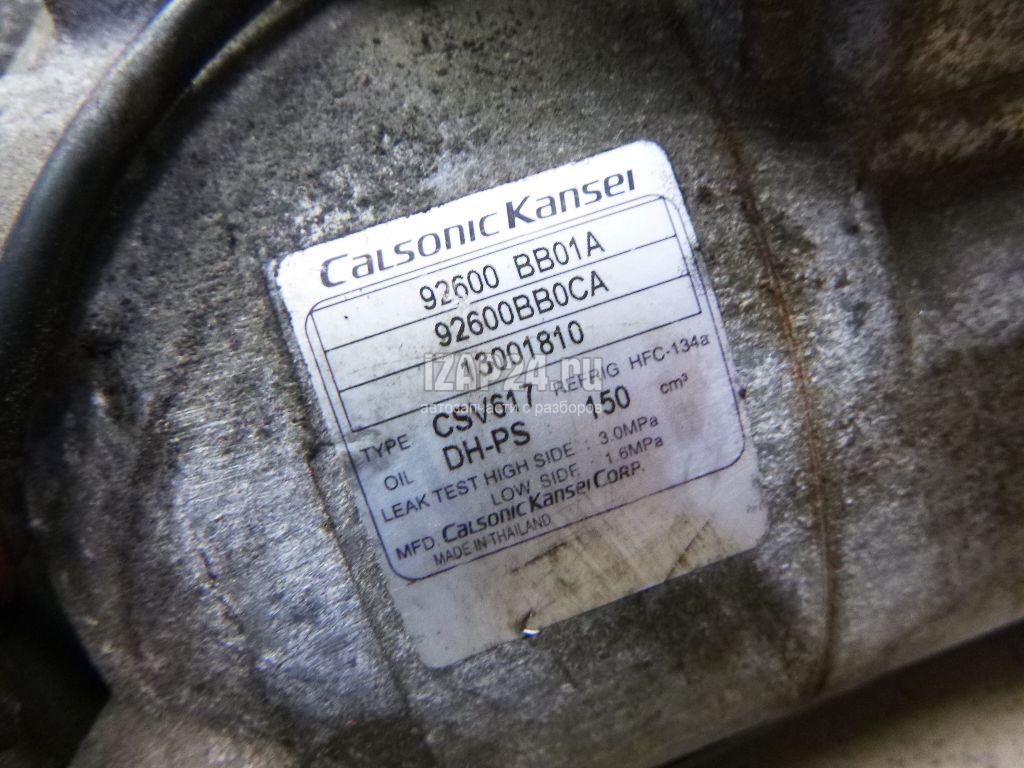 Calsonic Kansei
92600 BB01A
92600BB0CA
13001810
TYPE CSV617 REFRIG HFC-134a
OIL DH-PS 150 cm³
LEAK TEST HIGH SIDE : 3.0MPa
LOW SIDE : 1.6MPa
MFD Calsonic Kansei Corp.
MADE IN THAILAND
IZAP24.ru
автозапчасти с разборов